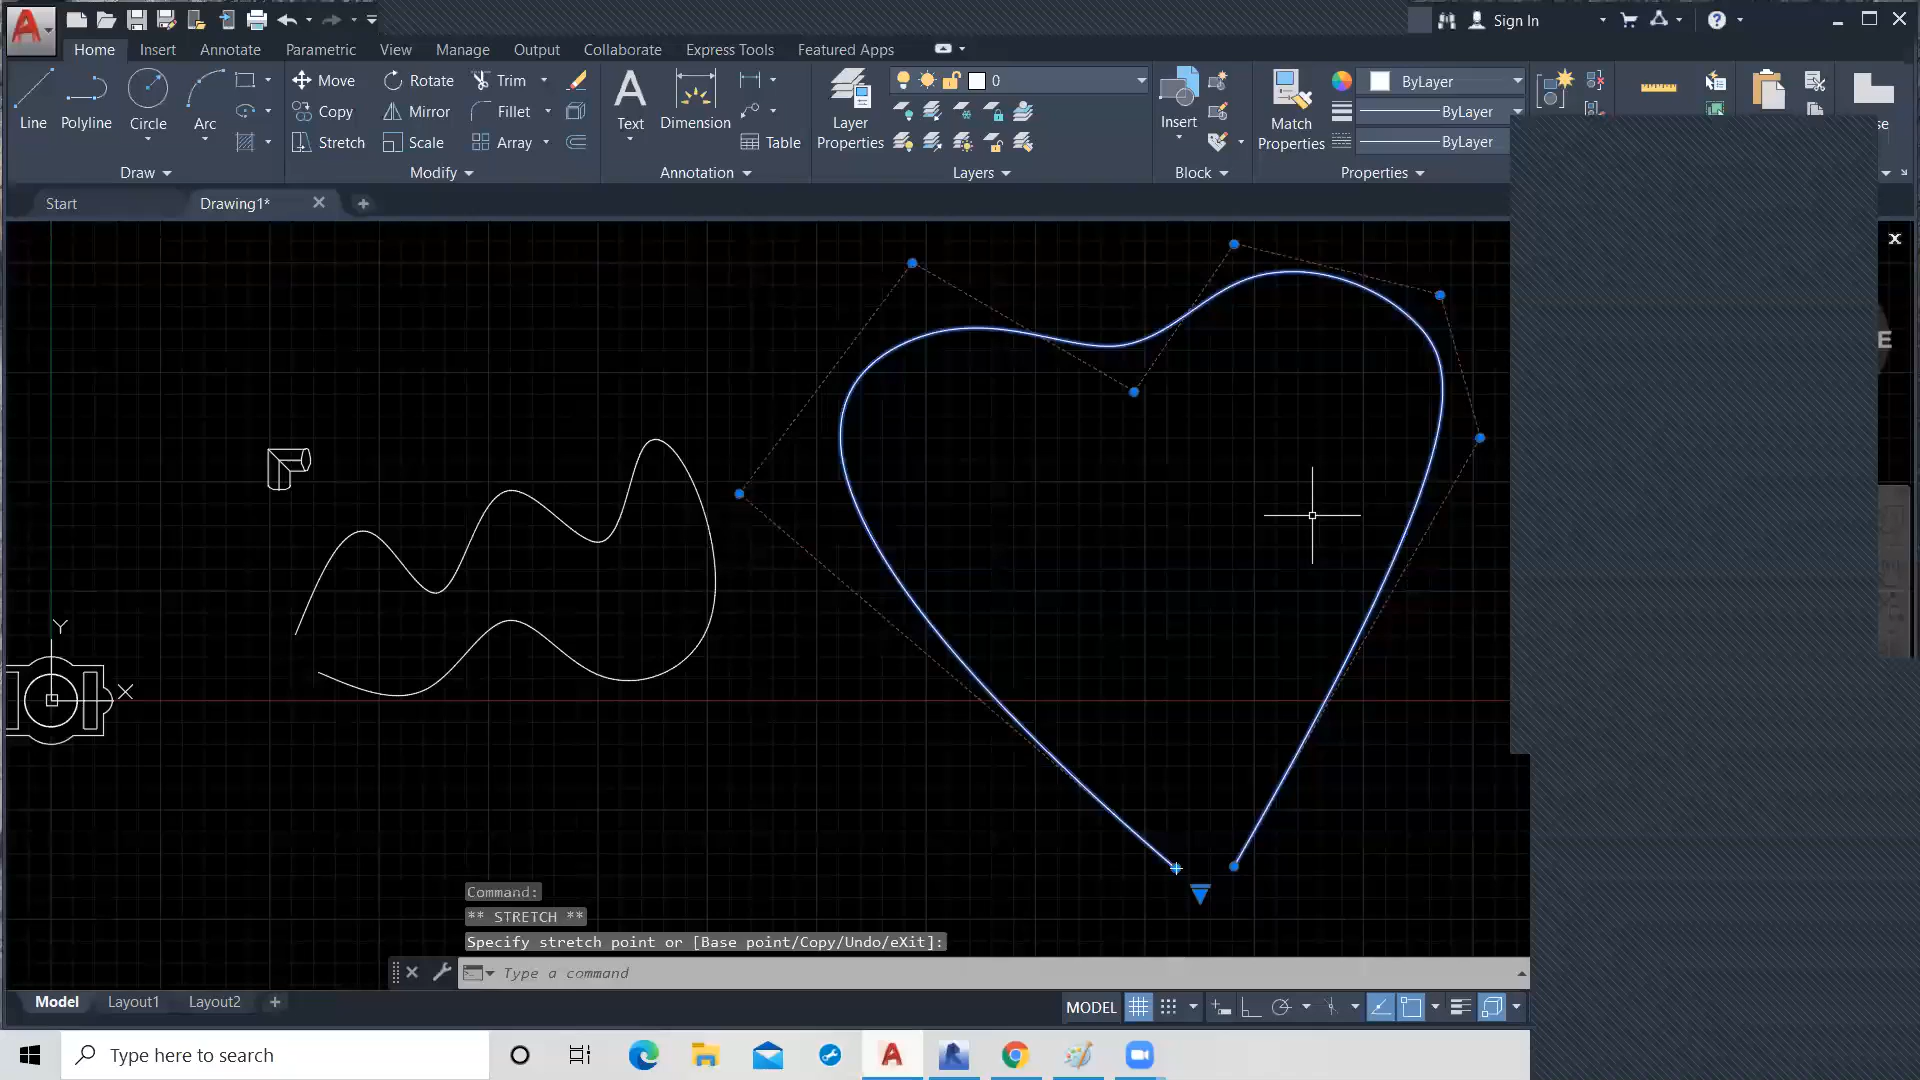 Sign In
Home Insert Annotate Parametric View Manage Output Collaborate Express Tools Featured Apps
Line Polyline Circle Arc
Move Rotate Trim
Copy Mirror Fillet
Stretch Scale Array
Text Dimension Table
Layer Properties
0
Insert
Match Properties
ByLayer
ByLayer
ByLayer
Draw Modify Annotation Layers Block Properties
Start Drawing1*
E
Y
X
Command:
** STRETCH **
Specify stretch point or [Base point/Copy/Undo/eXit]:
Type a command
Model Layout1 Layout2 +
MODEL
Type here to search